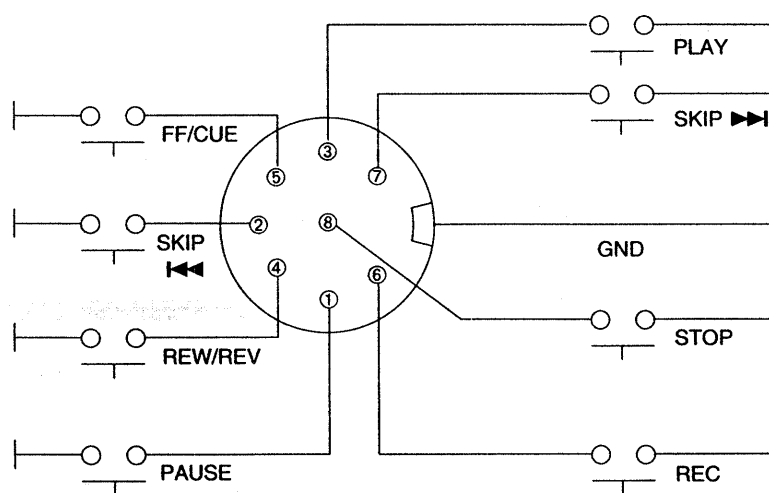 PLAY
SKIP ▶▶|
FF/CUE
③
⑤
⑦
②
⑧
SKIP
|◀◀
GND
④
⑥
①
REW/REV
STOP
PAUSE
REC